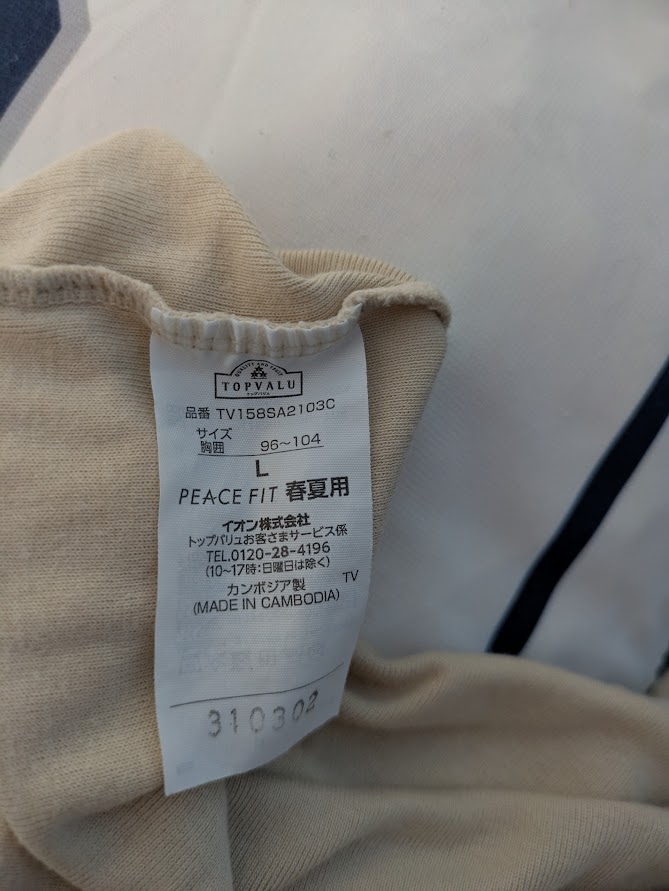 QUALITY AND TRUST
TOPVALU
トップバリュ
品番 TV158SA2103C
サイズ
胸囲 96~104
L
PEACE FIT 春夏用
イオン株式会社
トップバリュお客さまサービス係
TEL.0120-28-4196
(10~17時:日曜日は除く)
TV
カンボジア製
(MADE IN CAMBODIA)
310302